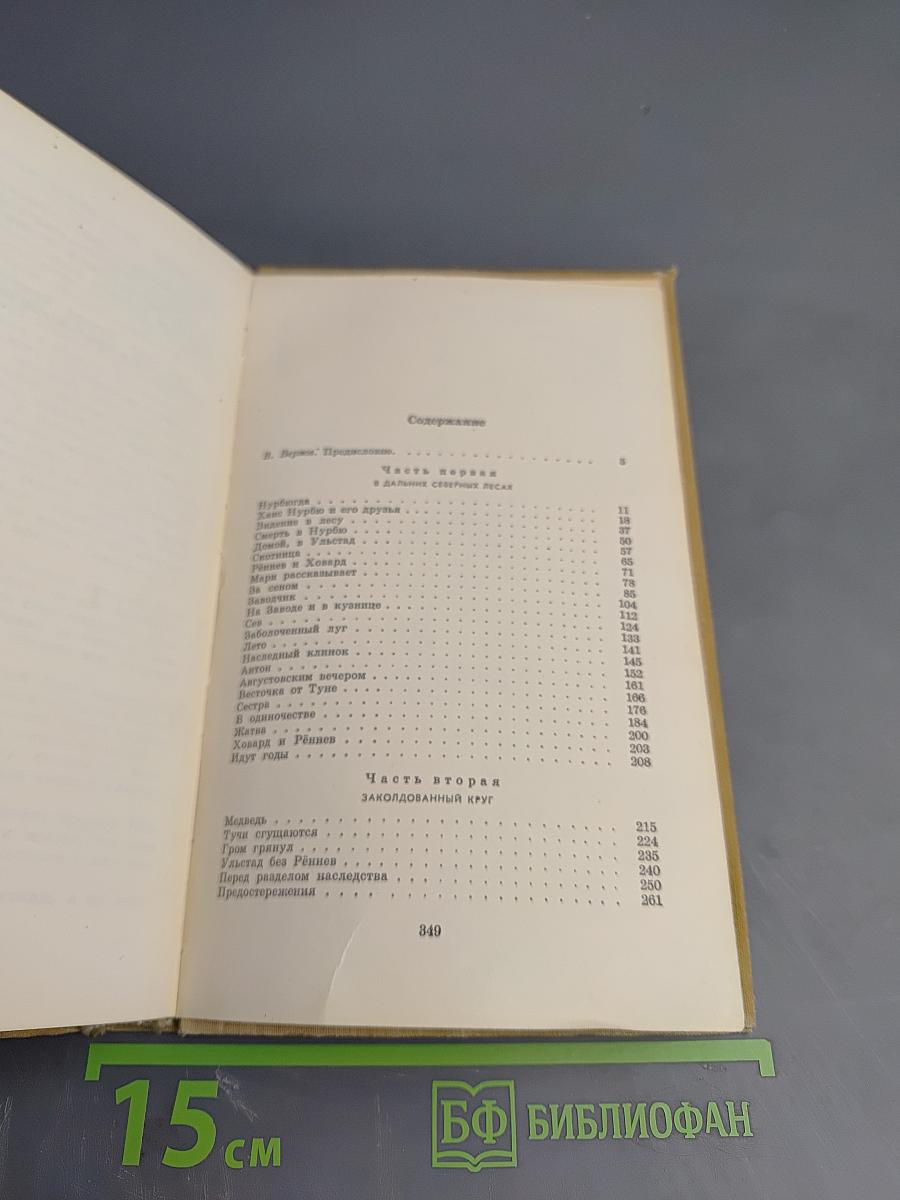 Содержание
В. Берков. Предисловие. . . . . . . . . . . . . . . . . 5
Часть первая
В ДАЛЬНИХ СЕВЕРНЫХ ЛЕСАХ
Нурбюгда . . . . . . . . . . . . . . . . . 11
Ханс Нурбю и его друзья . . . . . . . . . . . . . . . . . 18
Видение в лесу . . . . . . . . . . . . . . . . . 37
Смерть в Нурбю . . . . . . . . . . . . . . . . . 50
Домой, в Ульстад . . . . . . . . . . . . . . . . . 57
Скотница . . . . . . . . . . . . . . . . . 65
Рённев и Ховард . . . . . . . . . . . . . . . . . 71
Мари рассказывает . . . . . . . . . . . . . . . . . 78
За сеном . . . . . . . . . . . . . . . . . 85
Заводчик . . . . . . . . . . . . . . . . . 104
На Заводе и в кузнице . . . . . . . . . . . . . . . . . 112
Сев . . . . . . . . . . . . . . . . . 124
Заболоченный луг . . . . . . . . . . . . . . . . . 133
Лето . . . . . . . . . . . . . . . . . 141
Наследный клинок . . . . . . . . . . . . . . . . . 145
Антон . . . . . . . . . . . . . . . . . 152
Августовским вечером . . . . . . . . . . . . . . . . . 161
Весточка от Туне . . . . . . . . . . . . . . . . . 166
Сестра . . . . . . . . . . . . . . . . . 176
В одиночестве . . . . . . . . . . . . . . . . . 184
Жатва . . . . . . . . . . . . . . . . . 200
Ховард и Рённев . . . . . . . . . . . . . . . . . 203
Идут годы . . . . . . . . . . . . . . . . . 208
Часть вторая
ЗАКОЛДОВАННЫЙ КРУГ
Медведь . . . . . . . . . . . . . . . . . 215
Тучи сгущаются . . . . . . . . . . . . . . . . . 224
Гром грянул . . . . . . . . . . . . . . . . . 235
Ульстад без Рённев . . . . . . . . . . . . . . . . . 240
Перед разделом наследства . . . . . . . . . . . . . . . . . 250
Предостережения . . . . . . . . . . . . . . . . . 261
349
15 см
БФ БИБЛИОФАН